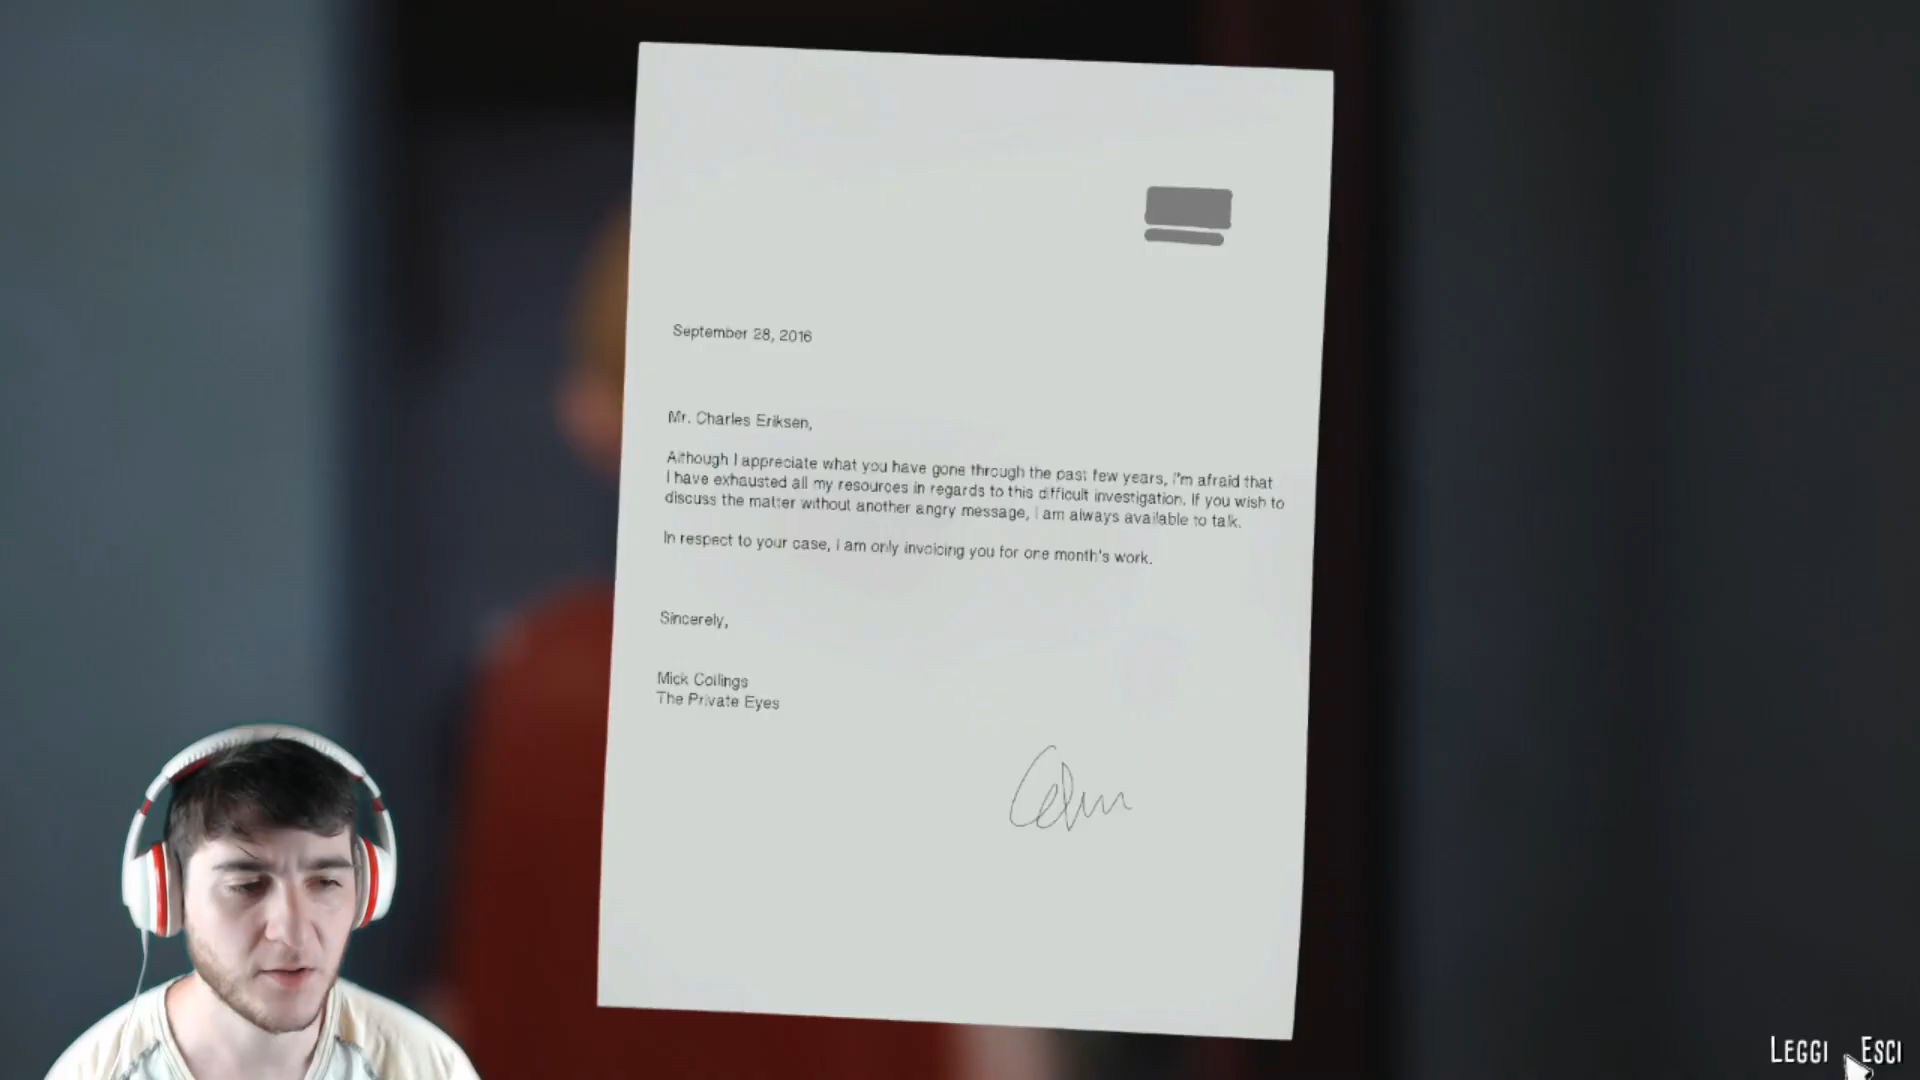 September 28, 2016
Mr. Charles Eriksen,
Although I appreciate what you have gone through the past few years, I'm afraid that
I have exhausted all my resources in regards to this difficult investigation. If you wish to
discuss the matter without another angry message, I am always available to talk.
In respect to your case, I am only invoicing you for one month's work.
Sincerely,
Mick Collings
The Private Eyes
LEGGI ESCI